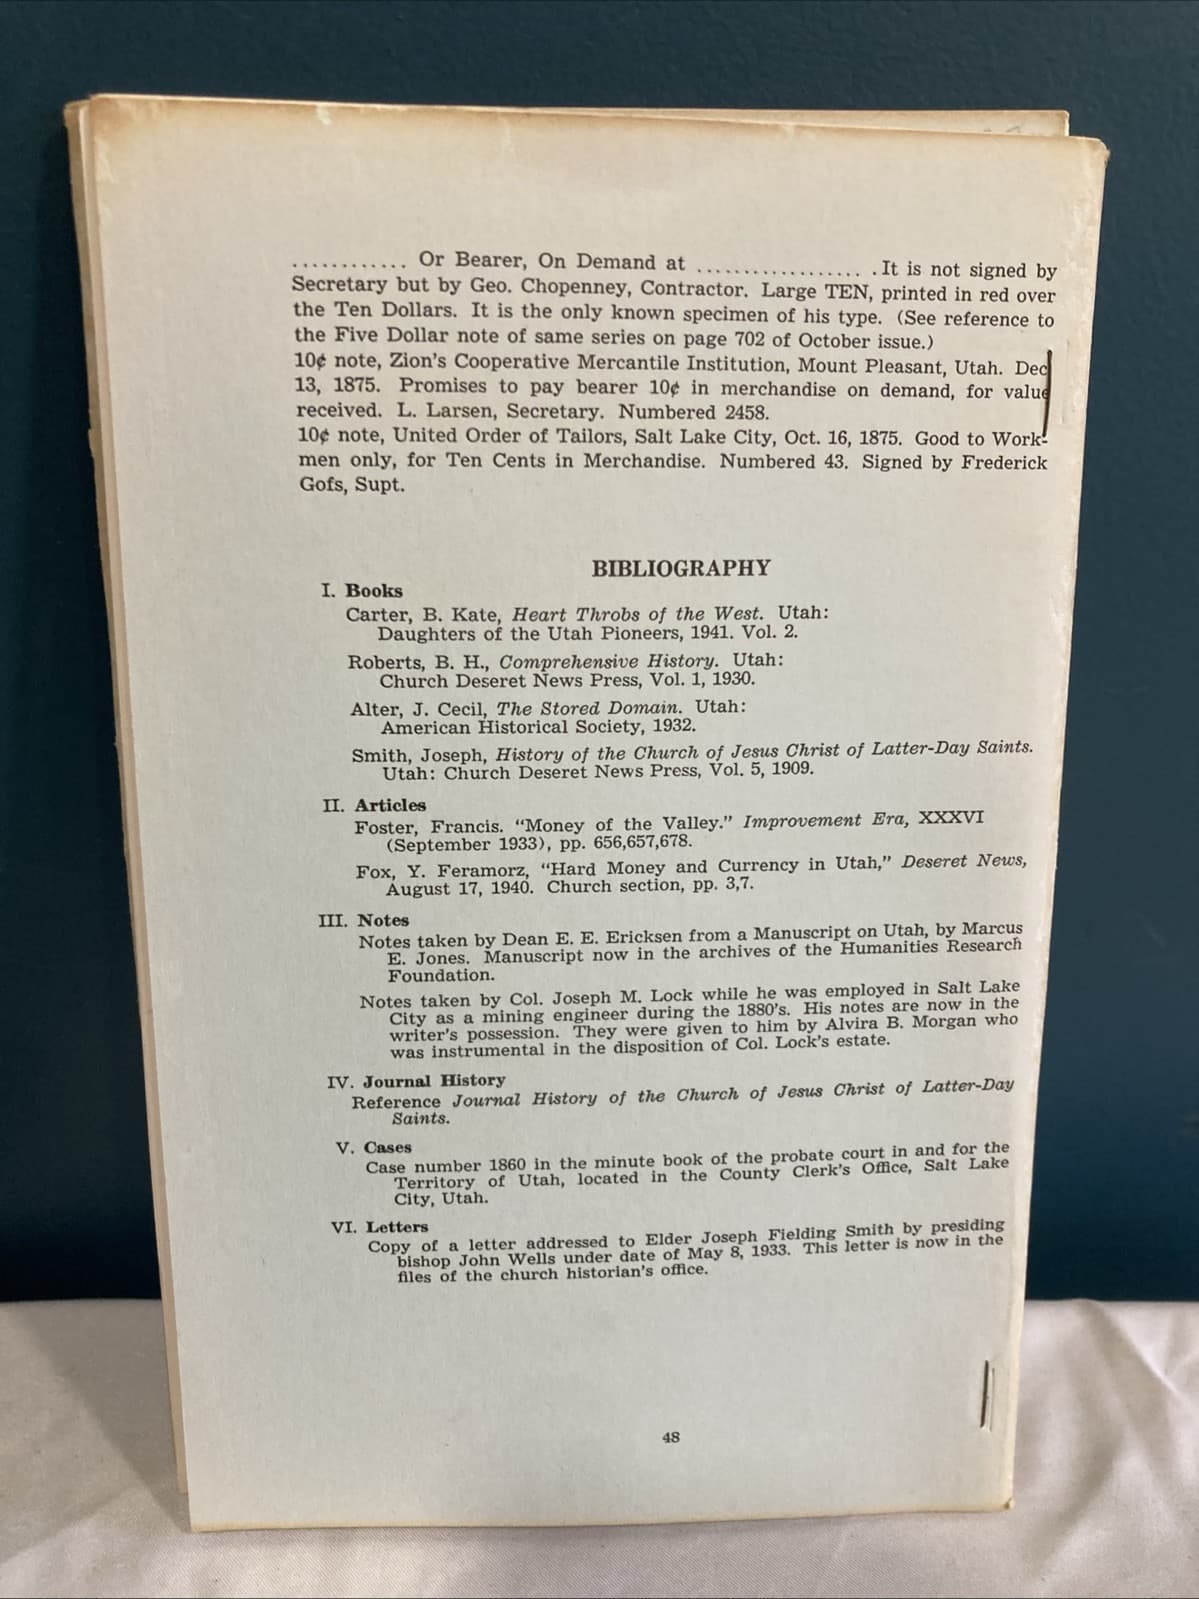 ............ Or Bearer, On Demand at .................. . It is not signed by
Secretary but by Geo. Chopenney, Contractor. Large TEN, printed in red over
the Ten Dollars. It is the only known specimen of his type. (See reference to
the Five Dollar note of same series on page 702 of October issue.)
10¢ note, Zion's Cooperative Mercantile Institution, Mount Pleasant, Utah. Dec
13, 1875. Promises to pay bearer 10¢ in merchandise on demand, for value
received. L. Larsen, Secretary. Numbered 2458.
10¢ note, United Order of Tailors, Salt Lake City, Oct. 16, 1875. Good to Work-
men only, for Ten Cents in Merchandise. Numbered 43. Signed by Frederick
Gofs, Supt.
BIBLIOGRAPHY
I. Books
Carter, B. Kate, Heart Throbs of the West. Utah:
Daughters of the Utah Pioneers, 1941. Vol. 2.
Roberts, B. H., Comprehensive History. Utah:
Church Deseret News Press, Vol. 1, 1930.
Alter, J. Cecil, The Stored Domain. Utah:
American Historical Society, 1932.
Smith, Joseph, History of the Church of Jesus Christ of Latter-Day Saints.
Utah: Church Deseret News Press, Vol. 5, 1909.
II. Articles
Foster, Francis. "Money of the Valley." Improvement Era, XXXVI
(September 1933), pp. 656,657,678.
Fox, Y. Feramorz, "Hard Money and Currency in Utah," Deseret News,
August 17, 1940. Church section, pp. 3,7.
III. Notes
Notes taken by Dean E. E. Ericksen from a Manuscript on Utah, by Marcus
E. Jones. Manuscript now in the archives of the Humanities Research
Foundation.
Notes taken by Col. Joseph M. Lock while he was employed in Salt Lake
City as a mining engineer during the 1880's. His notes are now in the
writer's possession. They were given to him by Alvira B. Morgan who
was instrumental in the disposition of Col. Lock's estate.
IV. Journal History
Reference Journal History of the Church of Jesus Christ of Latter-Day
Saints.
V. Cases
Case number 1860 in the minute book of the probate court in and for the
Territory of Utah, located in the County Clerk's Office, Salt Lake
City, Utah.
VI. Letters
Copy of a letter addressed to Elder Joseph Fielding Smith by presiding
bishop John Wells under date of May 8, 1933. This letter is now in the
files of the church historian's office.
48